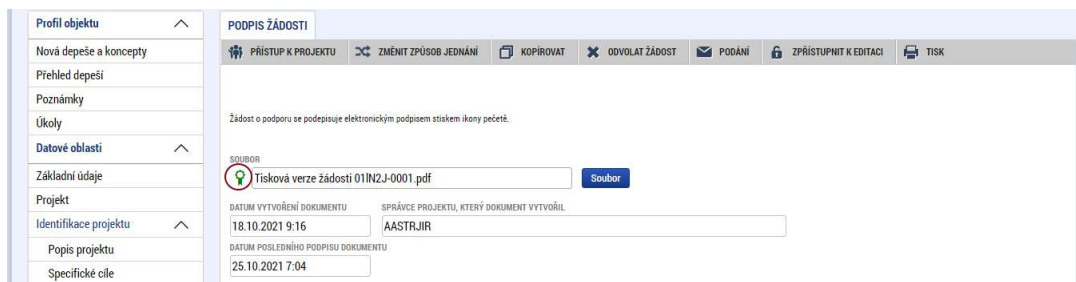 Profil objektu
Nová depeše a koncepty
Přehled depeší
Poznámky
Úkoly
Datové oblasti
Základní údaje
Projekt
Identifikace projektu
Popis projektu
Specifické cíle
PODPIS ŽÁDOSTI
PŘÍSTUP K PROJEKTU ZMĚNIT ZPŮSOB JEDNÁNÍ KOPÍROVAT ODVOLAT ŽÁDOST PODÁNÍ ZPŘÍSTUPNIT K EDITACI TISK
Žádost o podporu se podepisuje elektronickým podpisem stiskem ikony pečetě.
SOUBOR
Tisková verze žádosti 01lN2J-0001.pdf Soubor
DATUM VYTVOŘENÍ DOKUMENTU SPRÁVCE PROJEKTU, KTERÝ DOKUMENT VYTVOŘIL
18.10.2021 9:16 AASTRJIR
DATUM POSLEDNÍHO PODPISU DOKUMENTU
25.10.2021 7:04